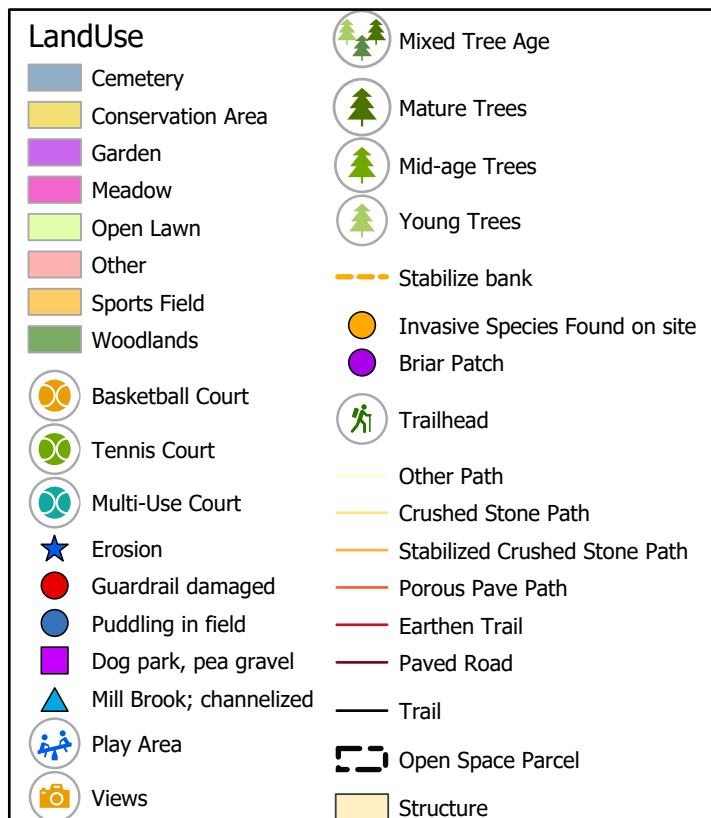 LandUse
Cemetery
Conservation Area
Garden
Meadow
Open Lawn
Other
Sports Field
Woodlands
Basketball Court
Tennis Court
Multi-Use Court
Erosion
Guardrail damaged
Puddling in field
Dog park, pea gravel
Mill Brook; channelized
Play Area
Views
Mixed Tree Age
Mature Trees
Mid-age Trees
Young Trees
Stabilize bank
Invasive Species Found on site
Briar Patch
Trailhead
Other Path
Crushed Stone Path
Stabilized Crushed Stone Path
Porous Pave Path
Earthen Trail
Paved Road
Trail
Open Space Parcel
Structure